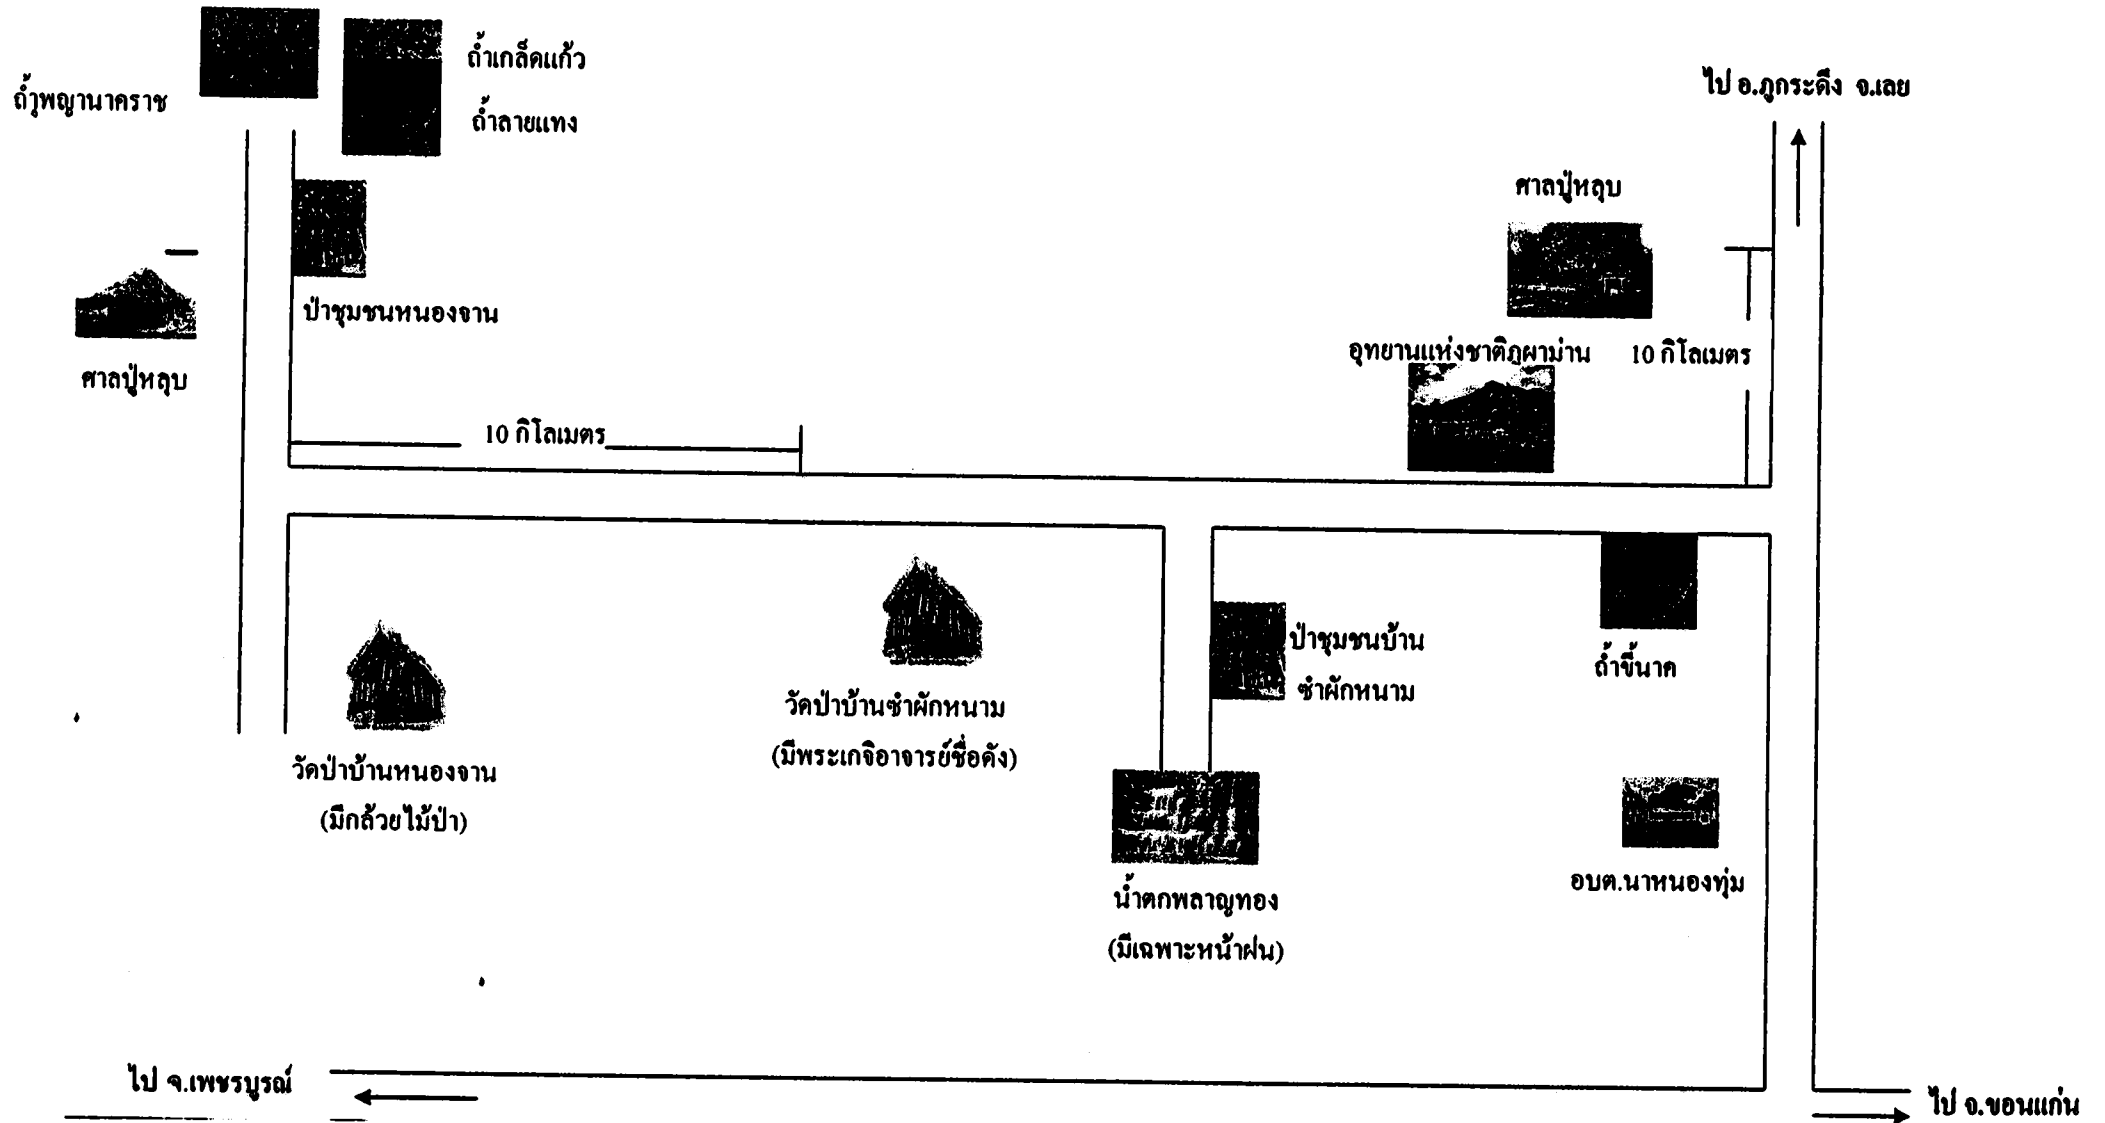 ถ้ำเกล็ดแก้ว
ถ้ำพญานาคราช
ถ้ำลายแทง
ไป อ.ภูกระดึง จ.เลย
ศาลปู่หลุบ
ป่าชุมชนหนองจาน
ศาลปู่หลุบ
อุทยานแห่งชาติภูผาม่าน
10 กิโลเมตร
10 กิโลเมตร
ป่าชุมชนบ้าน
ซำผักหนาม
ถ้ำขี้นาค
วัดป่าบ้านซำผักหนาม
(มีพระเกจิอาจารย์ชื่อดัง)
วัดป่าบ้านหนองจาน
(มีกล้วยไม้ป่า)
น้ำตกพลาญทอง
(มีเฉพาะหน้าฝน)
อบต.นาหนองทุ่ม
ไป จ.เพชรบูรณ์
ไป จ.ขอนแก่น